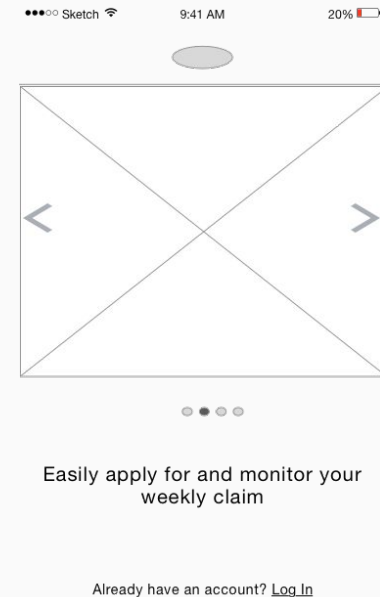 Sketch 9:41 AM 20%
Easily apply for and monitor your
weekly claim
Already have an account? Log In